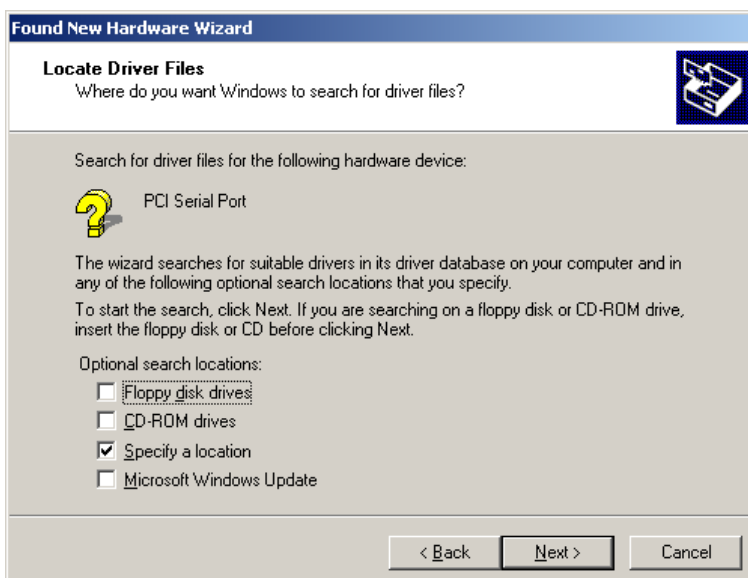 Found New Hardware Wizard
Locate Driver Files
Where do you want Windows to search for driver files?
Search for driver files for the following hardware device:
PCI Serial Port
The wizard searches for suitable drivers in its driver database on your computer and in
any of the following optional search locations that you specify.
To start the search, click Next. If you are searching on a floppy disk or CD-ROM drive,
insert the floppy disk or CD before clicking Next.
Optional search locations:
Floppy disk drives
CD-ROM drives
Specify a location
Microsoft Windows Update
< Back
Next >
Cancel